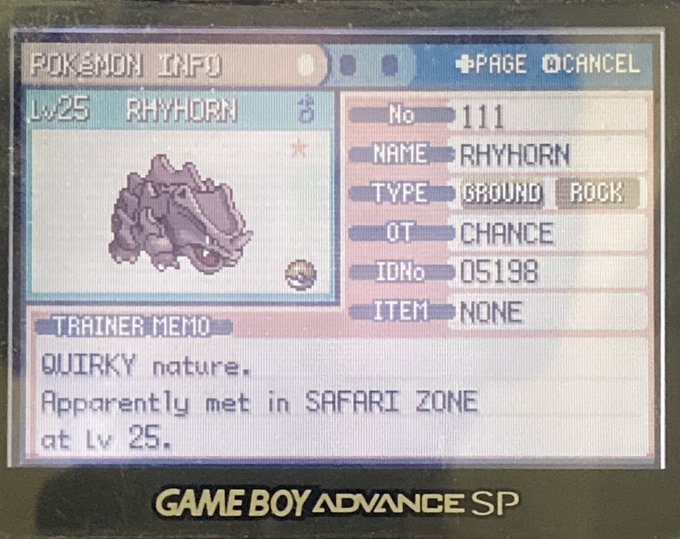 POKéMON INFO
PAGE CANCEL
Lv25 RHYHORN
No 111
NAME RHYHORN
TYPE GROUND ROCK
OT CHANCE
IDNo 05198
ITEM NONE
TRAINER MEMO
QUIRKY nature.
Apparently met in SAFARI ZONE
at Lv 25.
GAME BOY ADVANCE SP